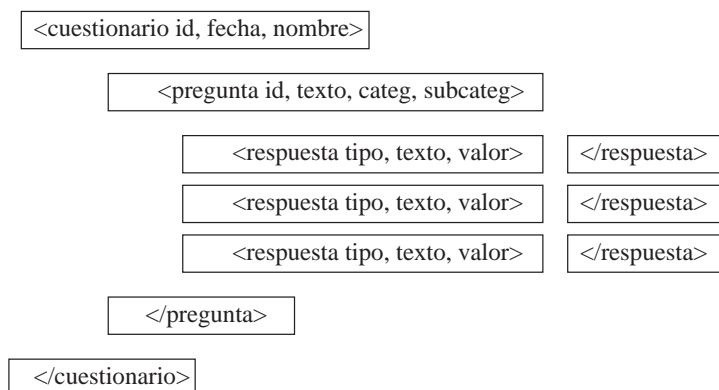 <cuestionario id, fecha, nombre>
<pregunta id, texto, categ, subcateg>
<respuesta tipo, texto, valor> </respuesta>
<respuesta tipo, texto, valor> </respuesta>
<respuesta tipo, texto, valor> </respuesta>
</pregunta>
</cuestionario>